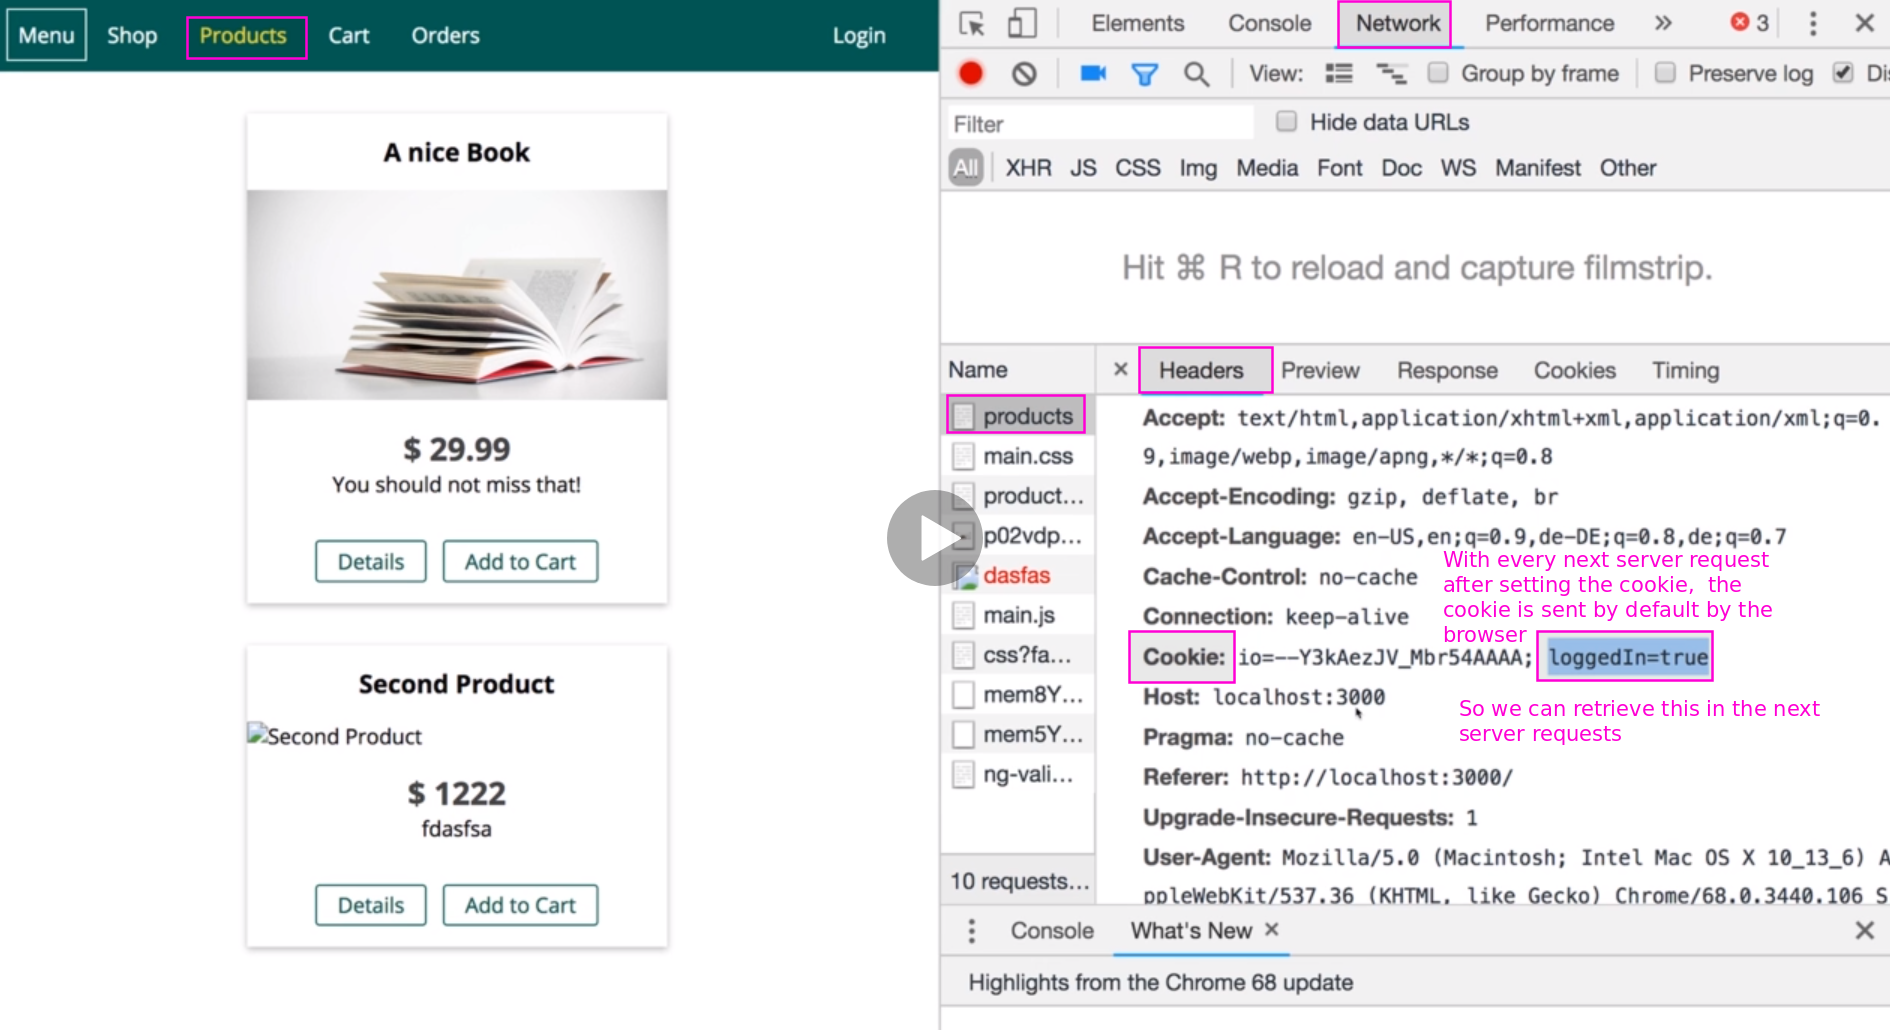 Menu Shop Products Cart Orders Login
A nice Book
$ 29.99
You should not miss that!
Details Add to Cart
Second Product
Second Product
$ 1222
fdasfsa
Details Add to Cart
Elements Console Network Performance » 3
View: Group by frame Preserve log
Filter Hide data URLs
All XHR JS CSS Img Media Font Doc WS Manifest Other
Hit ⌘ R to reload and capture filmstrip.
Name
products
main.css
product...
p02vdp...
dasfas
main.js
css?fa...
mem8Y...
mem5Y...
ng-vali...
10 requests...
× Headers Preview Response Cookies Timing
Accept: text/html,application/xhtml+xml,application/xml;q=0.
9,image/webp,image/apng,*/*;q=0.8
Accept-Encoding: gzip, deflate, br
Accept-Language: en-US,en;q=0.9,de-DE;q=0.8,de;q=0.7
Cache-Control: no-cache
Connection: keep-alive
Cookie: io=--Y3kAezJV_Mbr54AAAA; loggedIn=true
Host: localhost:3000
Pragma: no-cache
Referer: http://localhost:3000/
Upgrade-Insecure-Requests: 1
User-Agent: Mozilla/5.0 (Macintosh; Intel Mac OS X 10_13_6) A
ppleWebKit/537.36 (KHTML, like Gecko) Chrome/68.0.3440.106 S
With every next server request
after setting the cookie, the
cookie is sent by default by the
browser
So we can retrieve this in the next
server requests
Console What's New ×
Highlights from the Chrome 68 update